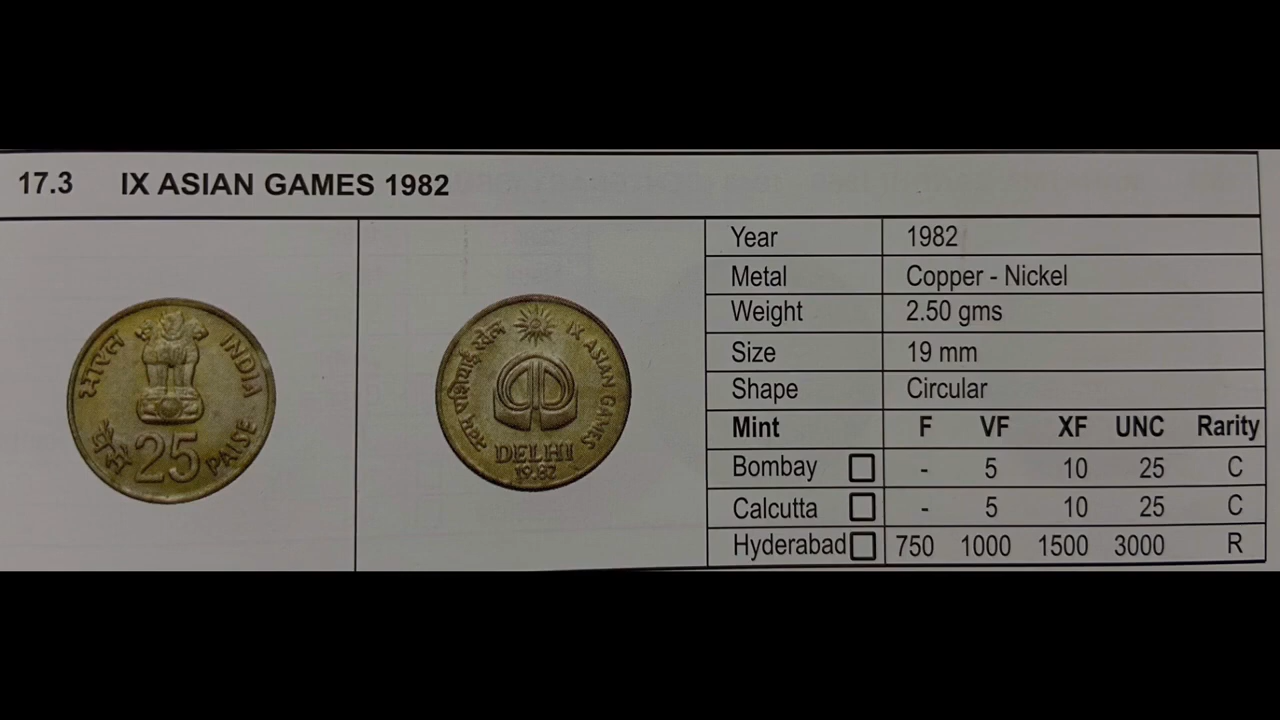 17.3 IX ASIAN GAMES 1982
भारत
INDIA
पैसे
25
PAISE
नवम एशियाई खेल
IX ASIAN GAMES
DELHI
1982
Year 1982
Metal Copper - Nickel
Weight 2.50 gms
Size 19 mm
Shape Circular
Mint F VF XF UNC Rarity
Bombay - 5 10 25 C
Calcutta - 5 10 25 C
Hyderabad 750 1000 1500 3000 R